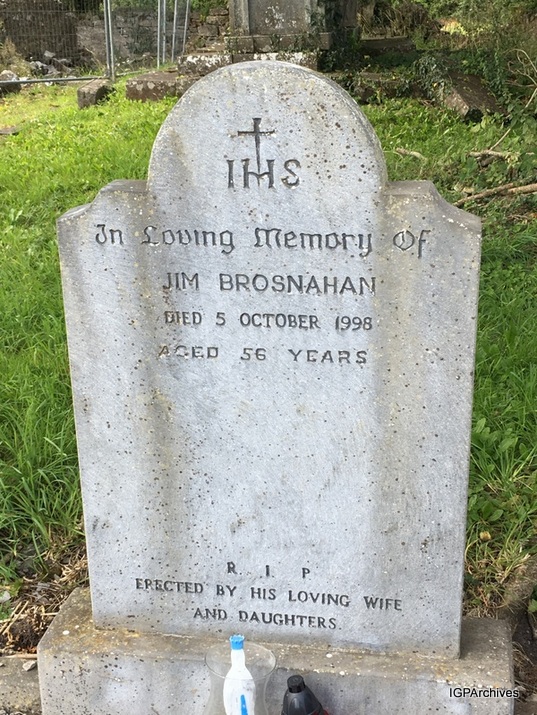 IHS
In Loving Memory Of
JIM BROSNAHAN
DIED 5 OCTOBER 1998
AGED 56 YEARS
R. I. P
ERECTED BY HIS LOVING WIFE
AND DAUGHTERS.
IGPArchives